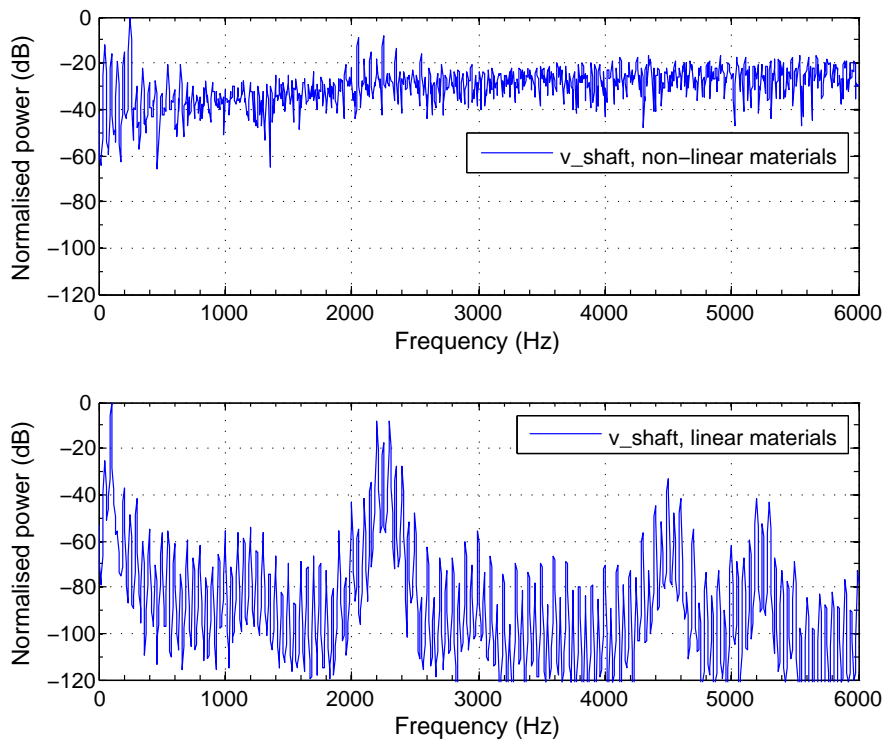 Normalised power (dB)
0
−20
−40
−60
−80
−100
−120
v_shaft, non−linear materials
0 1000 2000 3000 4000 5000 6000
Frequency (Hz)
Normalised power (dB)
0
−20
−40
−60
−80
−100
−120
v_shaft, linear materials
0 1000 2000 3000 4000 5000 6000
Frequency (Hz)